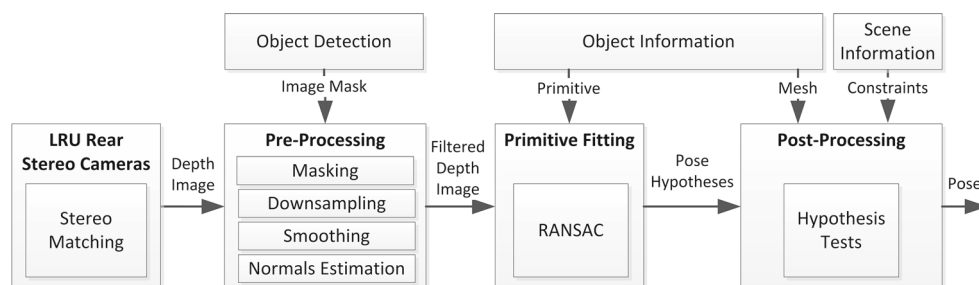 Object Detection
Object Information
Scene
Information
Image Mask
Primitive
Mesh
Constraints
LRU Rear
Stereo Cameras
Stereo
Matching
Depth
Image
Pre-Processing
Masking
Downsampling
Smoothing
Normals Estimation
Filtered
Depth
Image
Primitive Fitting
RANSAC
Pose
Hypotheses
Post-Processing
Hypothesis
Tests
Pose